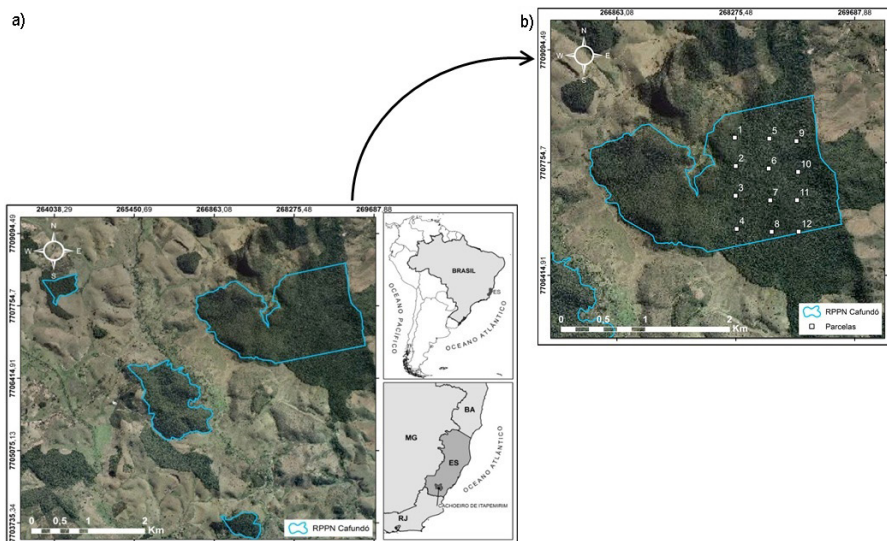 a)
264038,29 265450,69 266863,08 268275,48 269687,88
7709094,49
7707754,7
7706414,91
7705075,13
7703735,34
N
W E
S
0 0,5 1 2
Km
RPPN Cafundó
BRASIL
ES
OCEANO PACÍFICO
OCEANO ATLÂNTICO
BA
MG
ES
OCEANO ATLÂNTICO
CACHOEIRO DE ITAPEMIRIM
RJ
b)
266863,08 268275,48 269687,88
7709094,49
7707754,7
7706414,91
N
W E
S
1 5 9
2 6 10
3 7 11
4 8 12
0 0,5 1 2
Km
RPPN Cafundó
Parcelas